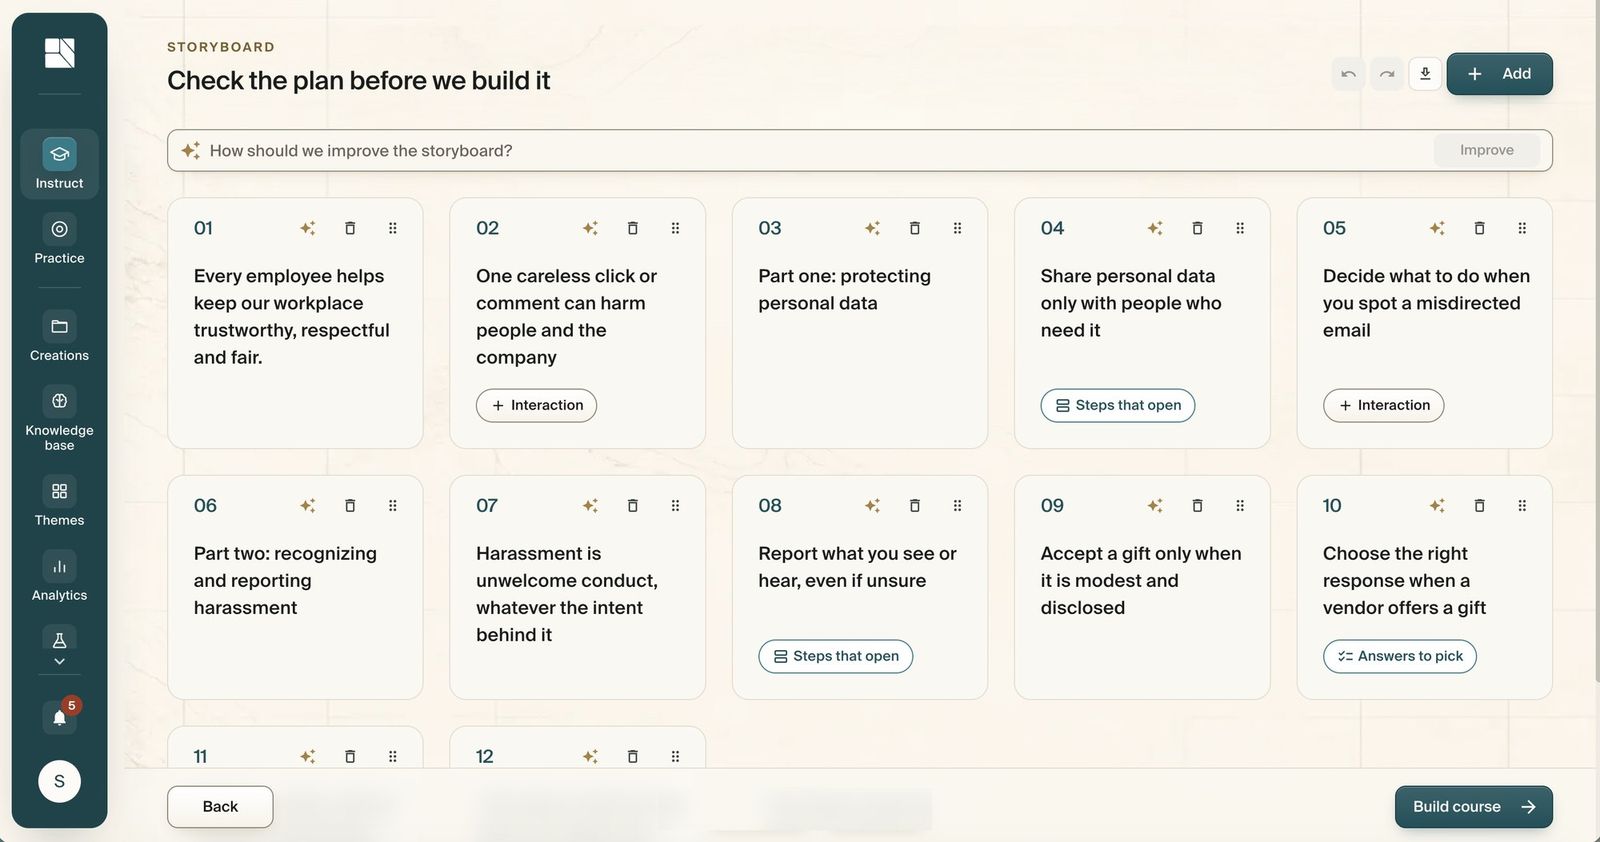 STORYBOARD
Check the plan before we build it
Add
How should we improve the storyboard?
Improve
Instruct
Practice
Creations
Knowledge
base
Themes
Analytics
5
S
01
Every employee helps
keep our workplace
trustworthy, respectful
and fair.
02
One careless click or
comment can harm
people and the
company
Interaction
03
Part one: protecting
personal data
04
Share personal data
only with people who
need it
Steps that open
05
Decide what to do when
you spot a misdirected
email
Interaction
06
Part two: recognizing
and reporting
harassment
07
Harassment is
unwelcome conduct,
whatever the intent
behind it
08
Report what you see or
hear, even if unsure
Steps that open
09
Accept a gift only when
it is modest and
disclosed
10
Choose the right
response when a
vendor offers a gift
Answers to pick
11
12
Back
Build course